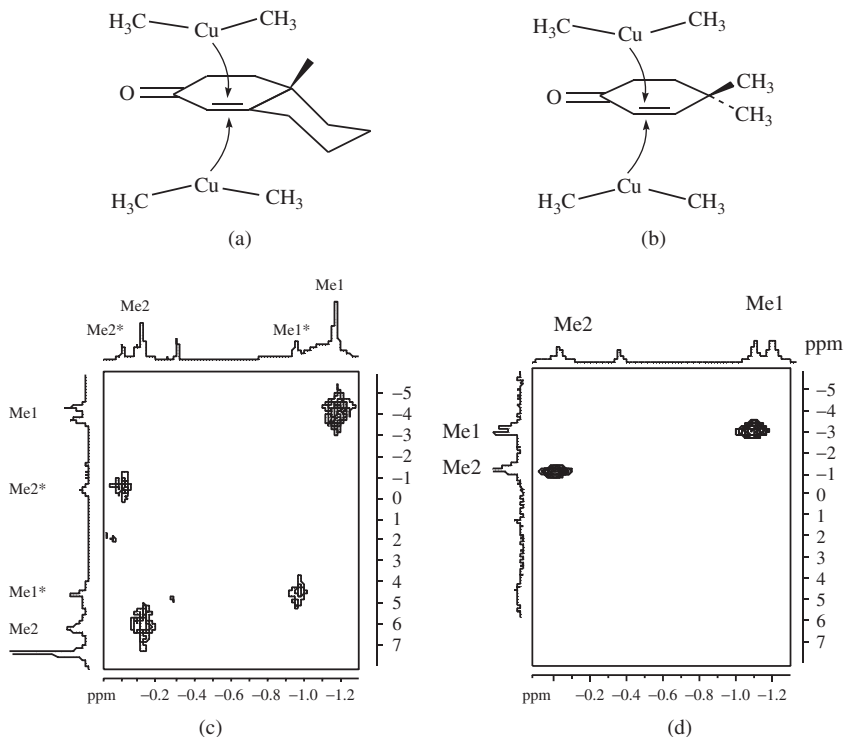 H₃C Cu CH₃
O
H₃C Cu CH₃
(a)
H₃C Cu CH₃
O CH₃
CH₃
H₃C Cu CH₃
(b)
Me2* Me2 Me1* Me1
Me1
Me2*
Me1*
Me2
−5
−4
−3
−2
−1
0
1
2
3
4
5
6
7
ppm −0.2 −0.4 −0.6 −0.8 −1.0 −1.2
(c)
Me2 Me1
ppm
Me1
Me2
−5
−4
−3
−2
−1
0
1
2
3
4
5
6
7
ppm −0.2 −0.4 −0.6 −0.8 −1.0 −1.2
(d)